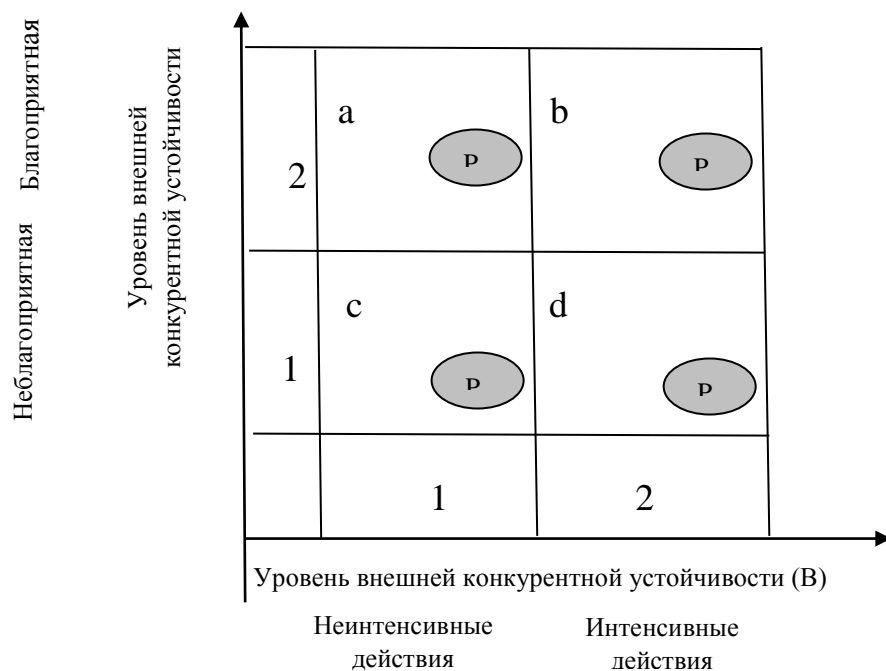 Благоприятная
Неблагоприятная
Уровень внешней
конкурентной устойчивости
a
b
2
P
P
c
d
1
P
P
1
2
Уровень внешней конкурентной устойчивости (В)
Неинтенсивные
действия
Интенсивные
действия